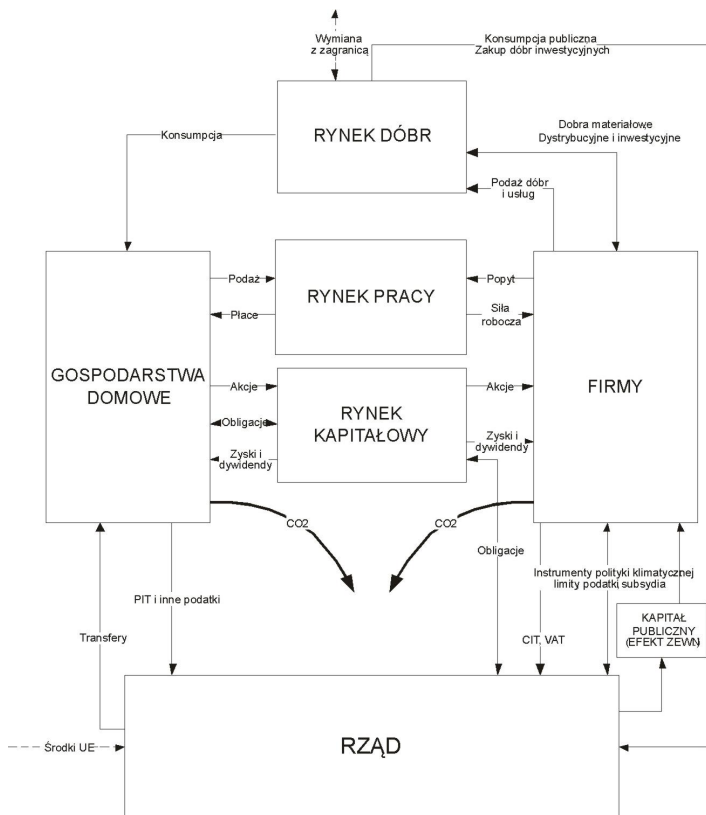 Wymiana
z zagranicą
Konsumpcja publiczna
Zakup dóbr inwestycyjnych
Konsumpcja
RYNEK DÓBR
Dobra materiałowe
Dystrybucyjne i inwestycyjne
Podaż dóbr
i usług
Podaż
RYNEK PRACY
Popyt
Płace
Siła
robocza
GOSPODARSTWA
DOMOWE
FIRMY
Akcje
RYNEK
KAPITAŁOWY
Akcje
Obligacje
Zyski i
dywidendy
Zyski i
dywidendy
CO2
CO2
Obligacje
Instrumenty polityki klimatycznej
limity podatki subsydia
PIT i inne podatki
KAPITAŁ
PUBLICZNY
(EFEKT ZEWN
Transfery
CIT, VAT
Środki UE
RZĄD